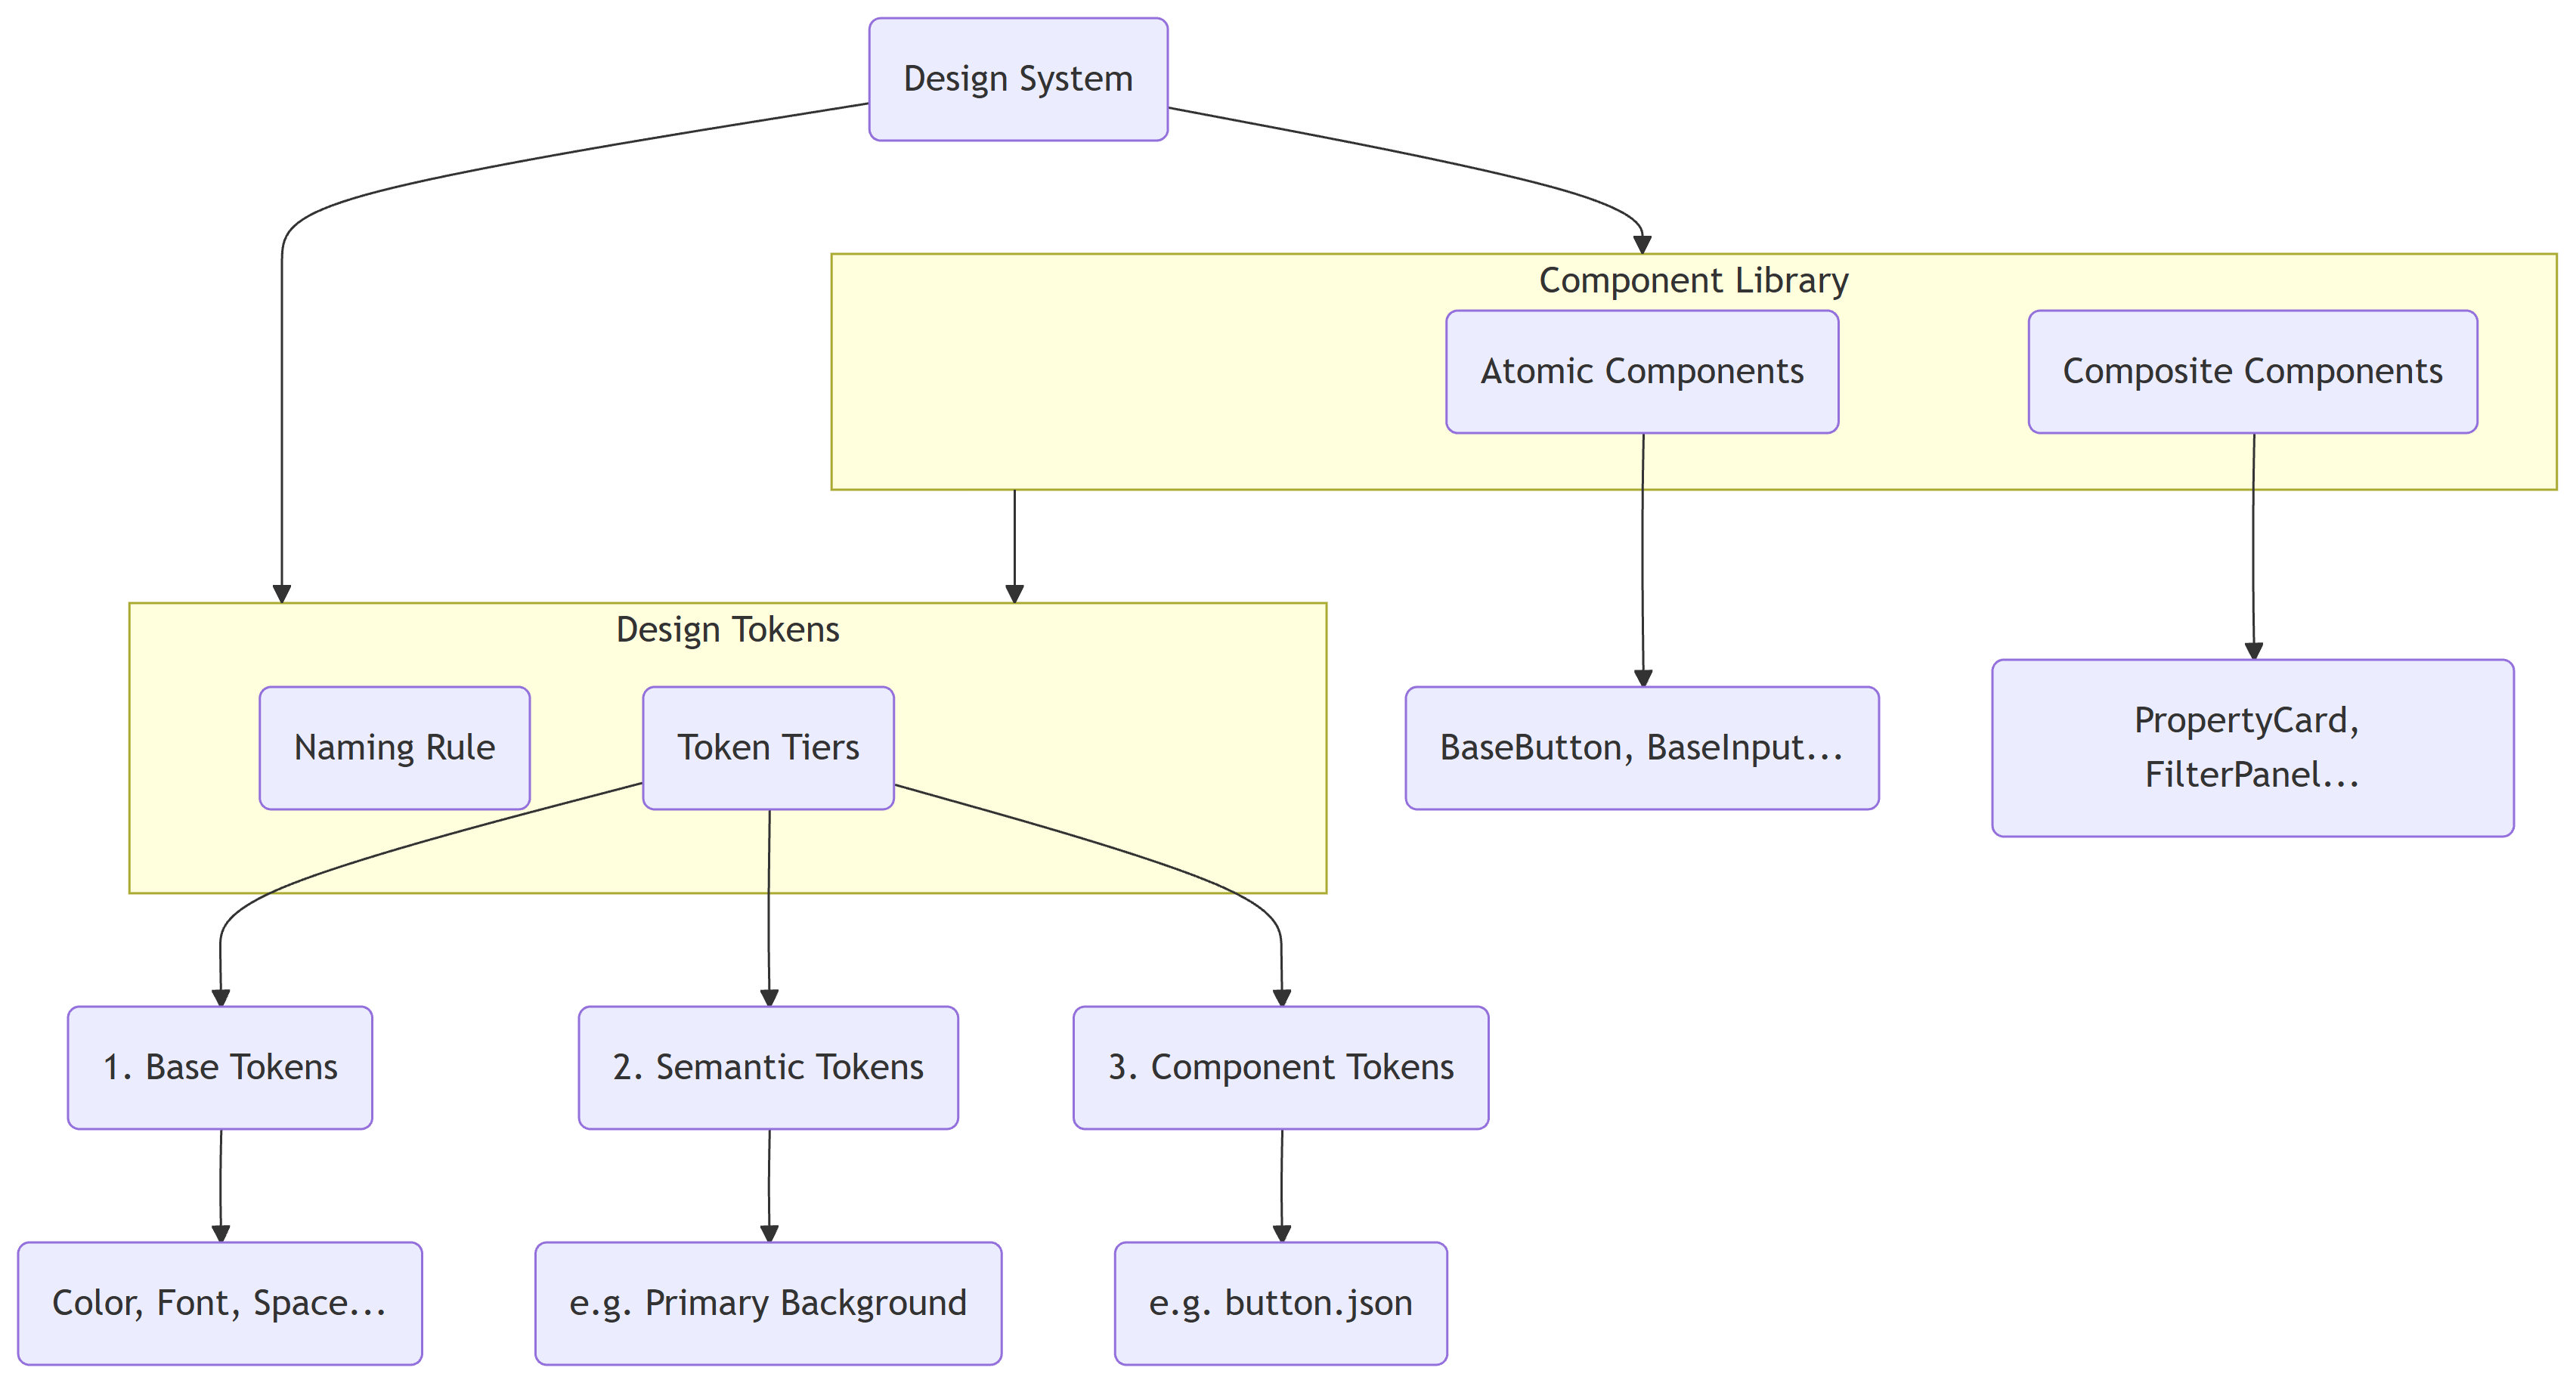 Design System
Component Library
Atomic Components
Composite Components
Design Tokens
Naming Rule
Token Tiers
BaseButton, BaseInput...
PropertyCard,
FilterPanel...
1. Base Tokens
2. Semantic Tokens
3. Component Tokens
Color, Font, Space...
e.g. Primary Background
e.g. button.json